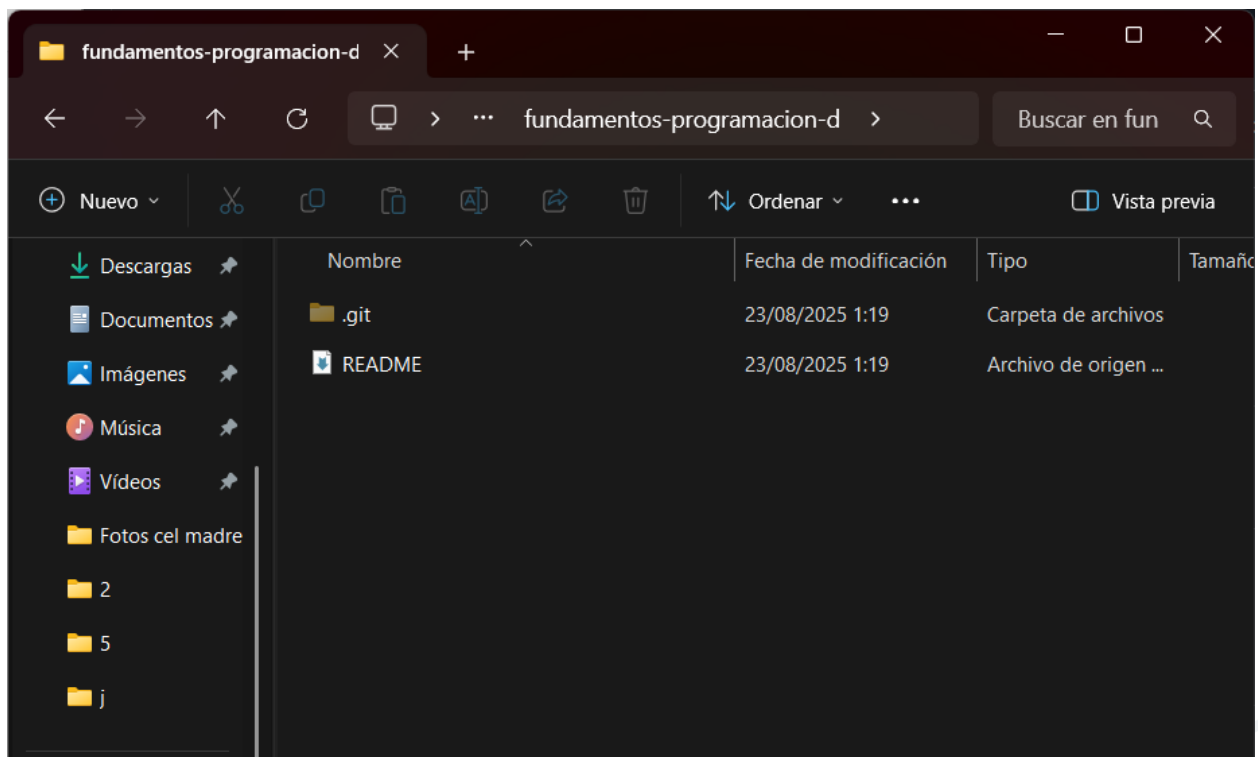 fundamentos-programacion-d
fundamentos-programacion-d
Buscar en fun
Nuevo
Ordenar
Vista previa
Descargas
Documentos
Imágenes
Música
Vídeos
Fotos cel madre
2
5
j
Nombre Fecha de modificación Tipo Tamaño
.git 23/08/2025 1:19 Carpeta de archivos
README 23/08/2025 1:19 Archivo de origen ...